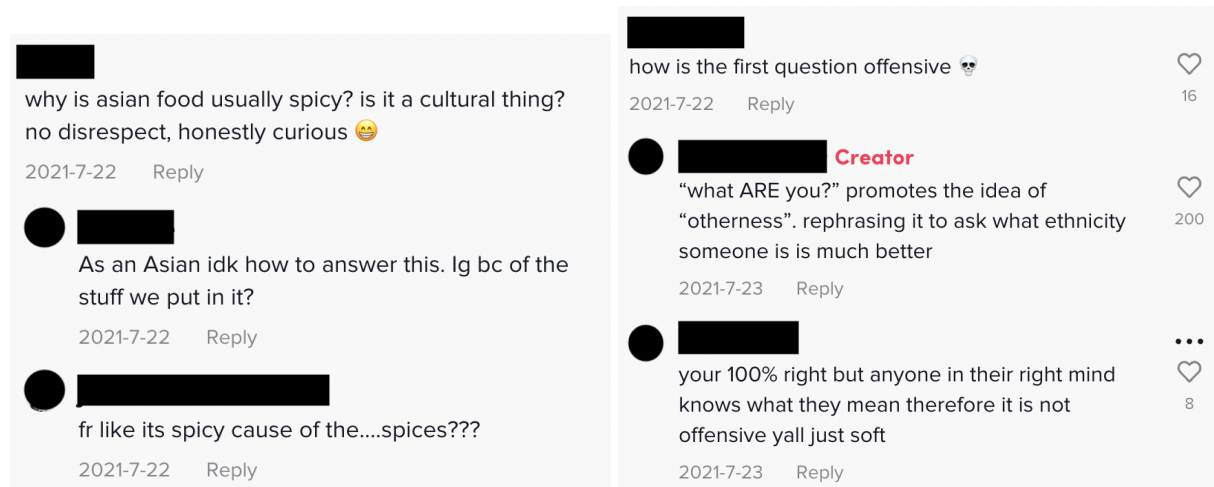 why is asian food usually spicy? is it a cultural thing?
no disrespect, honestly curious 😁
2021-7-22 Reply
As an Asian idk how to answer this. Ig bc of the
stuff we put in it?
2021-7-22 Reply
fr like its spicy cause of the....spices???
2021-7-22 Reply
how is the first question offensive 💀
16
2021-7-22 Reply
Creator
“what ARE you?” promotes the idea of
“otherness”. rephrasing it to ask what ethnicity
someone is is much better
200
2021-7-23 Reply
your 100% right but anyone in their right mind
knows what they mean therefore it is not
offensive yall just soft
8
2021-7-23 Reply